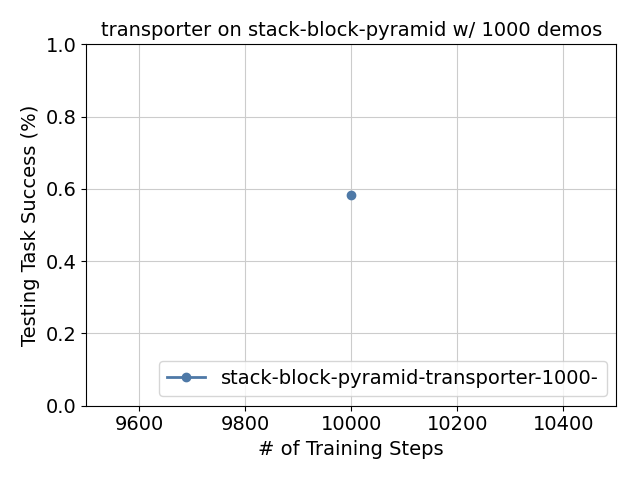 transporter on stack-block-pyramid w/ 1000 demos
1.0
0.8
0.6
0.4
0.2
0.0
Testing Task Success (%)
stack-block-pyramid-transporter-1000-
9600 9800 10000 10200 10400
# of Training Steps